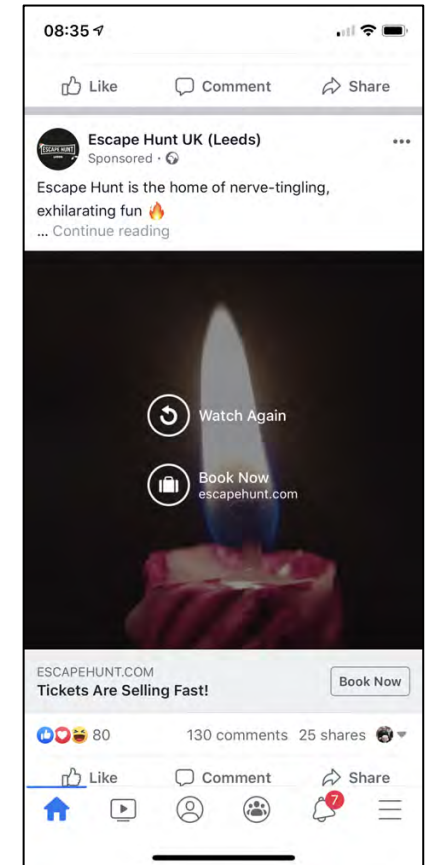 08:35
Like Comment Share
ESCAPE HUNT
Escape Hunt UK (Leeds)
Sponsored ·
Escape Hunt is the home of nerve-tingling,
exhilarating fun 🔥
... Continue reading
Watch Again
Book Now
escapehunt.com
ESCAPEHUNT.COM
Tickets Are Selling Fast!
Book Now
80 130 comments 25 shares
Like Comment Share
7